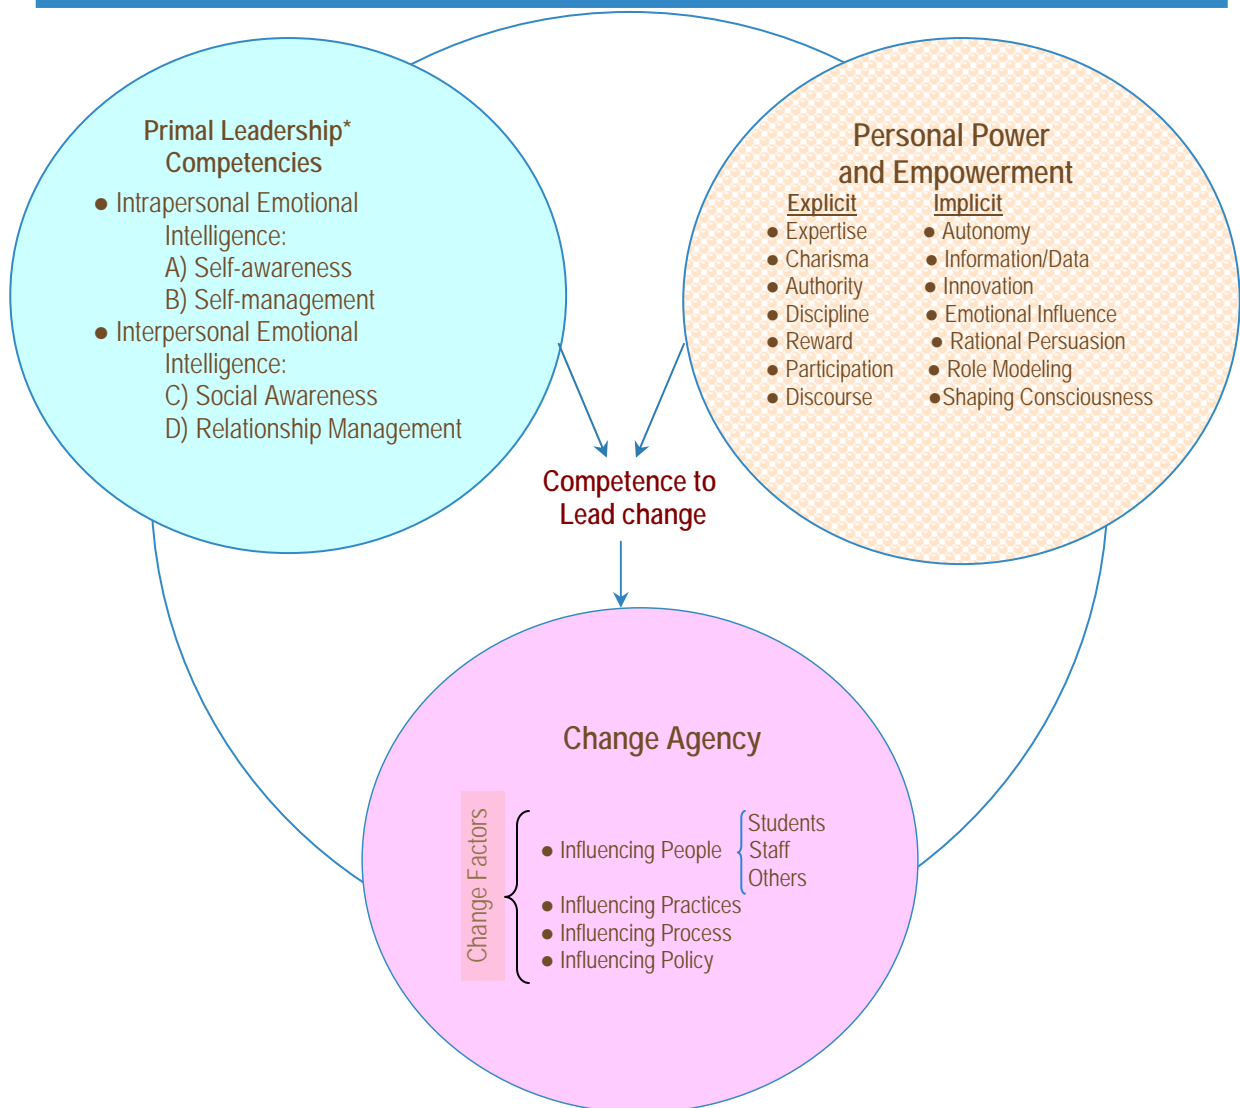 Primal Leadership*
Competencies
● Intrapersonal Emotional
Intelligence:
A) Self-awareness
B) Self-management
● Interpersonal Emotional
Intelligence:
C) Social Awareness
D) Relationship Management
Personal Power
and Empowerment
Explicit
● Expertise
● Charisma
● Authority
● Discipline
● Reward
● Participation
● Discourse
Implicit
● Autonomy
● Information/Data
● Innovation
● Emotional Influence
● Rational Persuasion
● Role Modeling
●Shaping Consciousness
Competence to
Lead change
Change Agency
Change Factors
● Influencing People
Students
Staff
Others
● Influencing Practices
● Influencing Process
● Influencing Policy